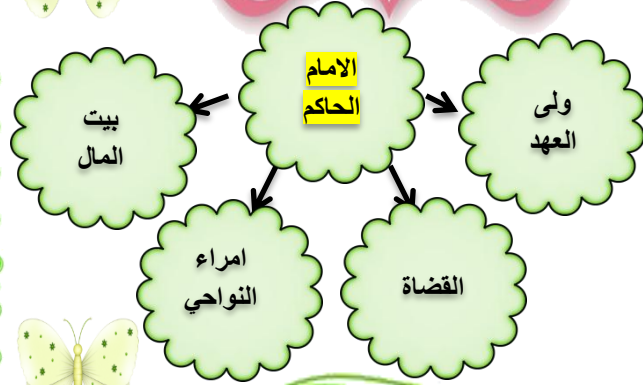 الامام
الحاكم
ولى
العهد
بيت
المال
امراء
النواحي
القضاة